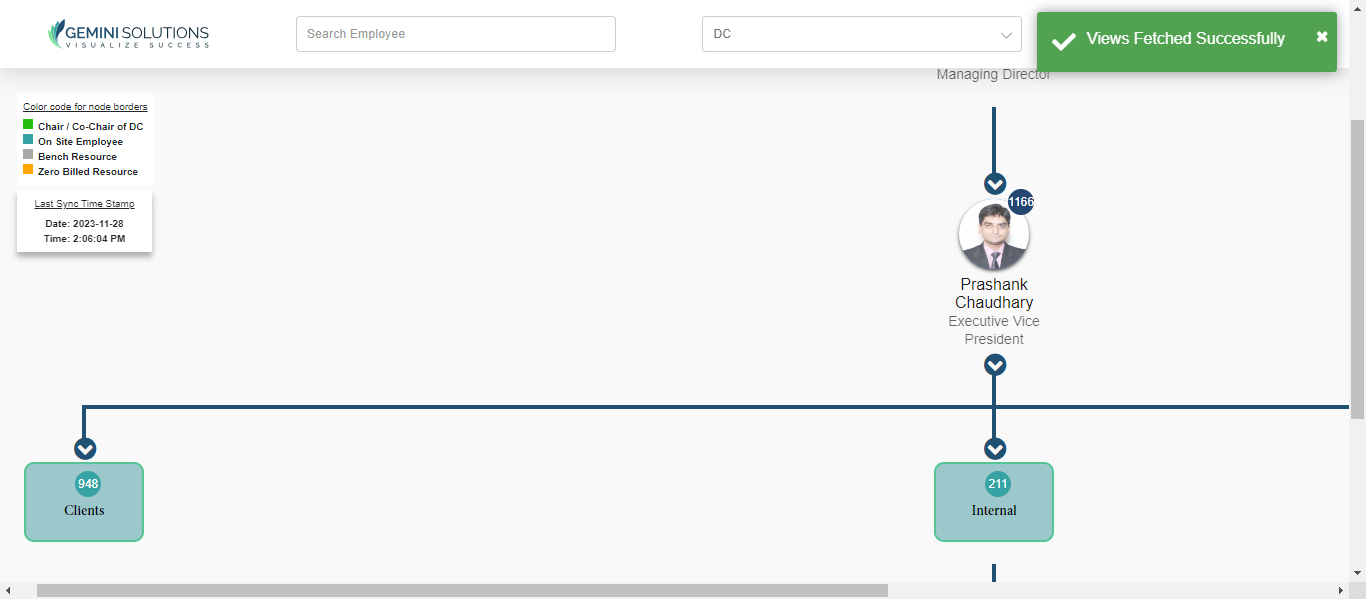 GEMINI SOLUTIONS
VISUALIZE SUCCESS
Search Employee
DC
Views Fetched Successfully
Managing Director
Color code for node borders
Chair / Co-Chair of DC
On Site Employee
Bench Resource
Zero Billed Resource
Last Sync Time Stamp
Date: 2023-11-28
Time: 2:06:04 PM
1166
Prashank
Chaudhary
Executive Vice
President
948
Clients
211
Internal